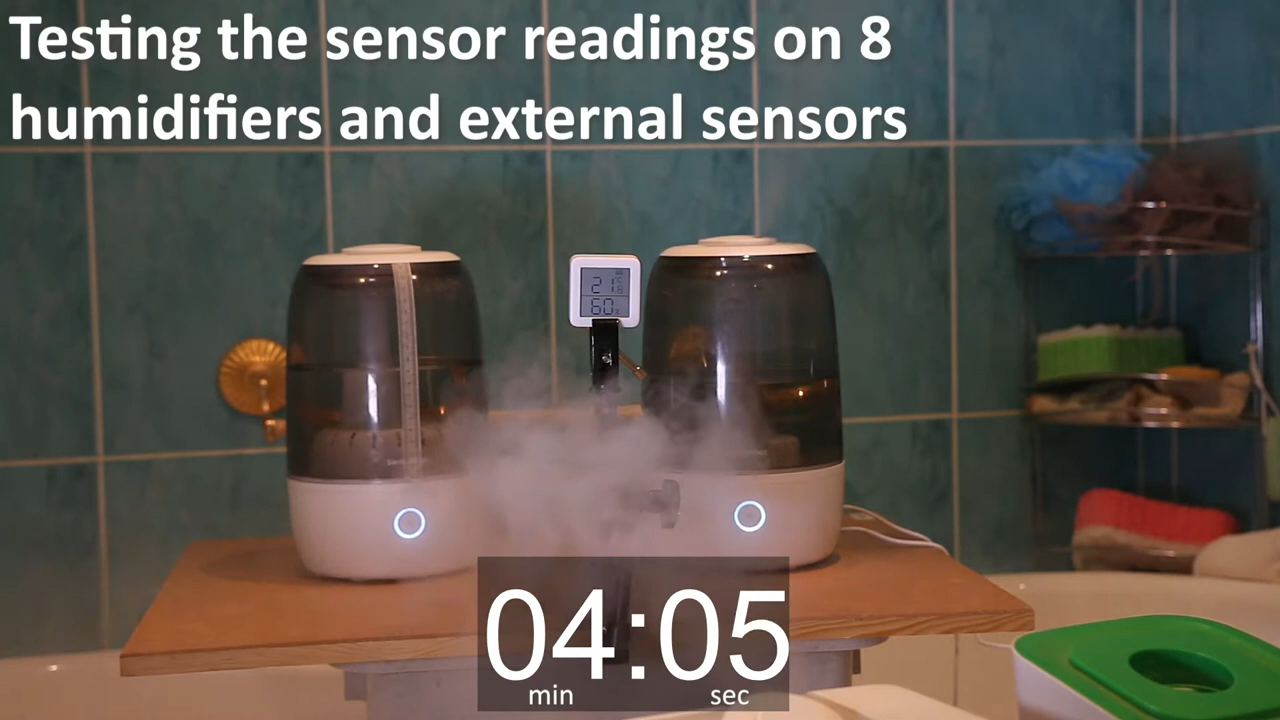 Testing the sensor readings on 8
humidifiers and external sensors
21
60
04:05
min sec